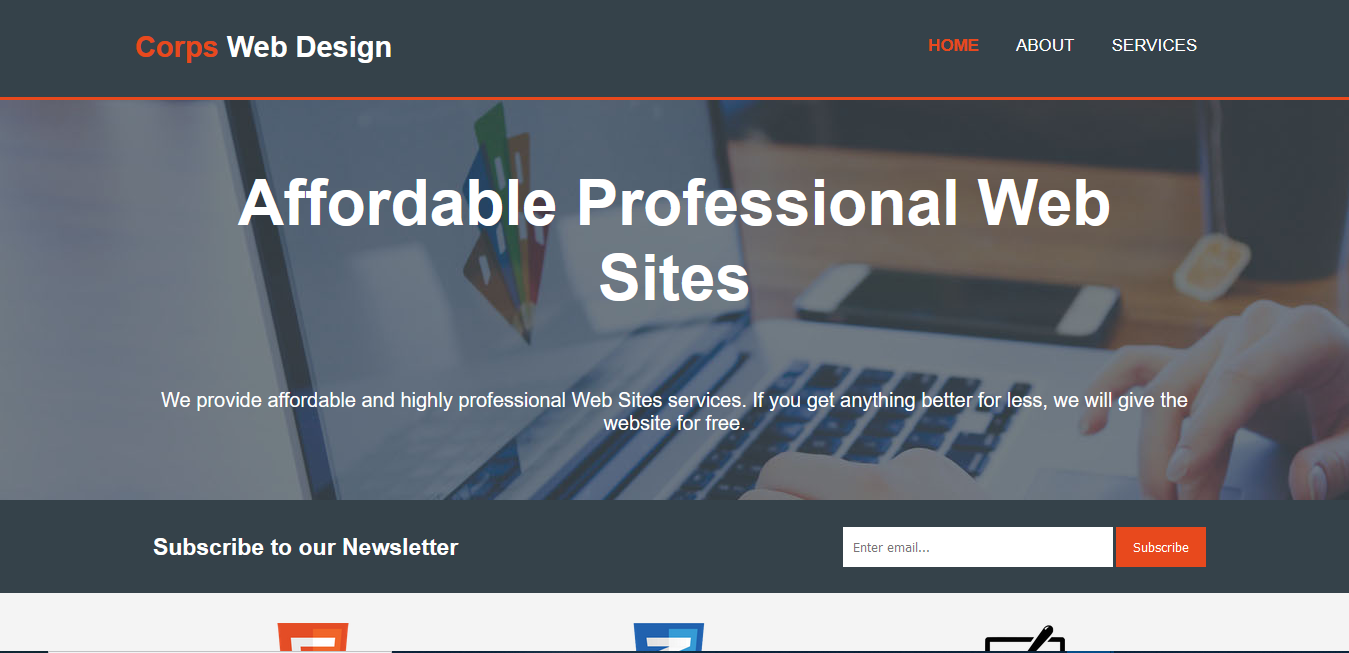 Corps Web Design
HOME ABOUT SERVICES
Affordable Professional Web
Sites
We provide affordable and highly professional Web Sites services. If you get anything better for less, we will give the
website for free.
Subscribe to our Newsletter
Enter email...
Subscribe